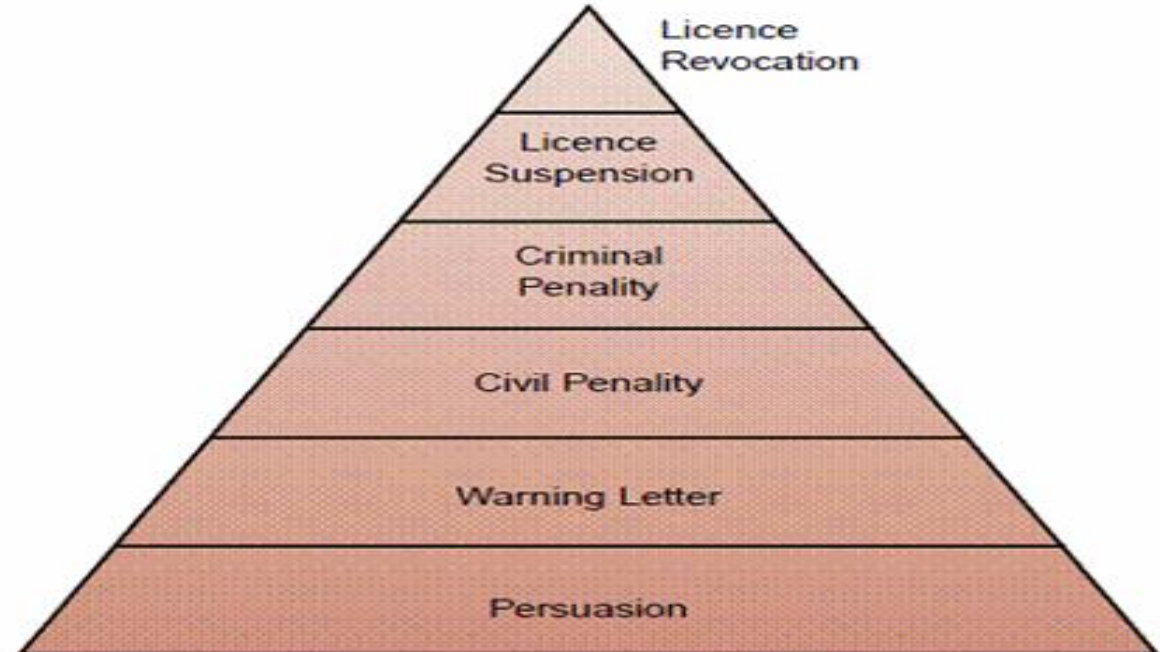 Licence
Revocation
Licence
Suspension
Criminal
Penality
Civil Penality
Warning Letter
Persuasion